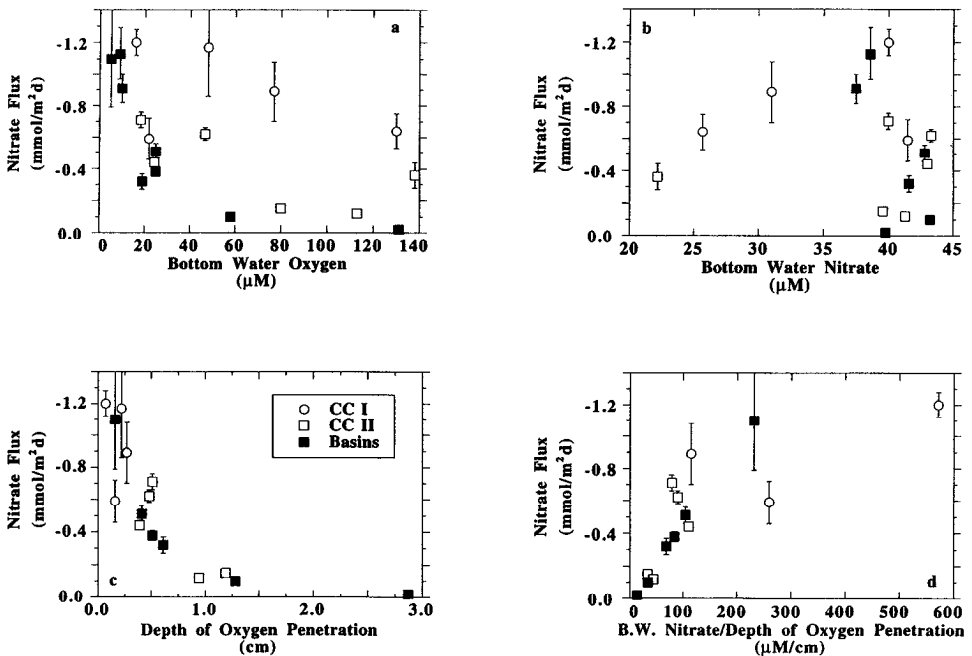 a
Nitrate Flux
(mmol/m²d)
-1.2
-0.8
-0.4
0.0
0
20
40
60
80
100
120
140
Bottom Water Oxygen
(µM)
b
Nitrate Flux
(mmol/m²d)
-1.2
-0.8
-0.4
0.0
20
25
30
35
40
45
Bottom Water Nitrate
(µM)
c
Nitrate Flux
(mmol/m²d)
-1.2
-0.8
-0.4
0.0
0.0
1.0
2.0
3.0
Depth of Oxygen Penetration
(cm)
CC I
CC II
Basins
d
Nitrate Flux
(mmol/m²d)
-1.2
-0.8
-0.4
0.0
0
100
200
300
400
500
600
B.W. Nitrate/Depth of Oxygen Penetration
(µM/cm)